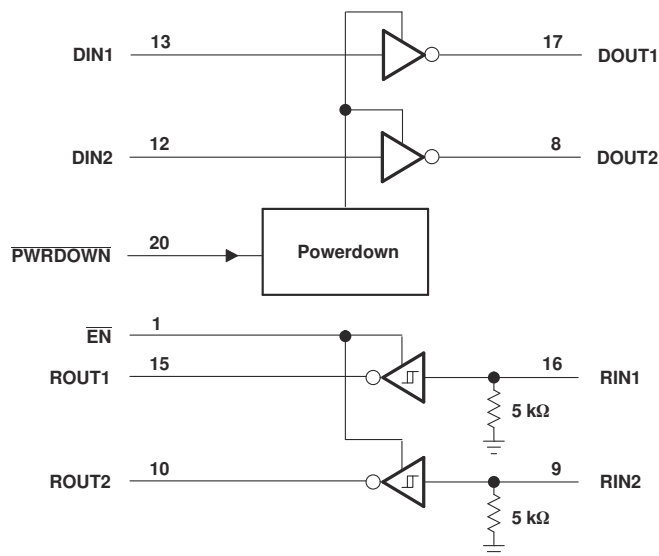 DIN1 13 17 DOUT1
DIN2 12 8 DOUT2
PWRDOWN 20 Powerdown
EN 1
ROUT1 15 16 RIN1
5 kΩ
ROUT2 10 9 RIN2
5 kΩ